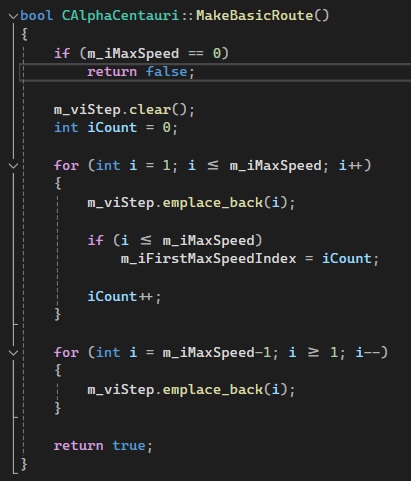 bool CAlphaCentauri::MakeBasicRoute()
{
    if (m_iMaxSpeed == 0)
        return false;

    m_viStep.clear();
    int iCount = 0;

    for (int i = 1; i ≤ m_iMaxSpeed; i++)
    {
        m_viStep.emplace_back(i);

        if (i ≤ m_iMaxSpeed)
            m_iFirstMaxSpeedIndex = iCount;

        iCount++;
    }

    for (int i = m_iMaxSpeed-1; i ≥ 1; i--)
    {
        m_viStep.emplace_back(i);
    }

    return true;
}